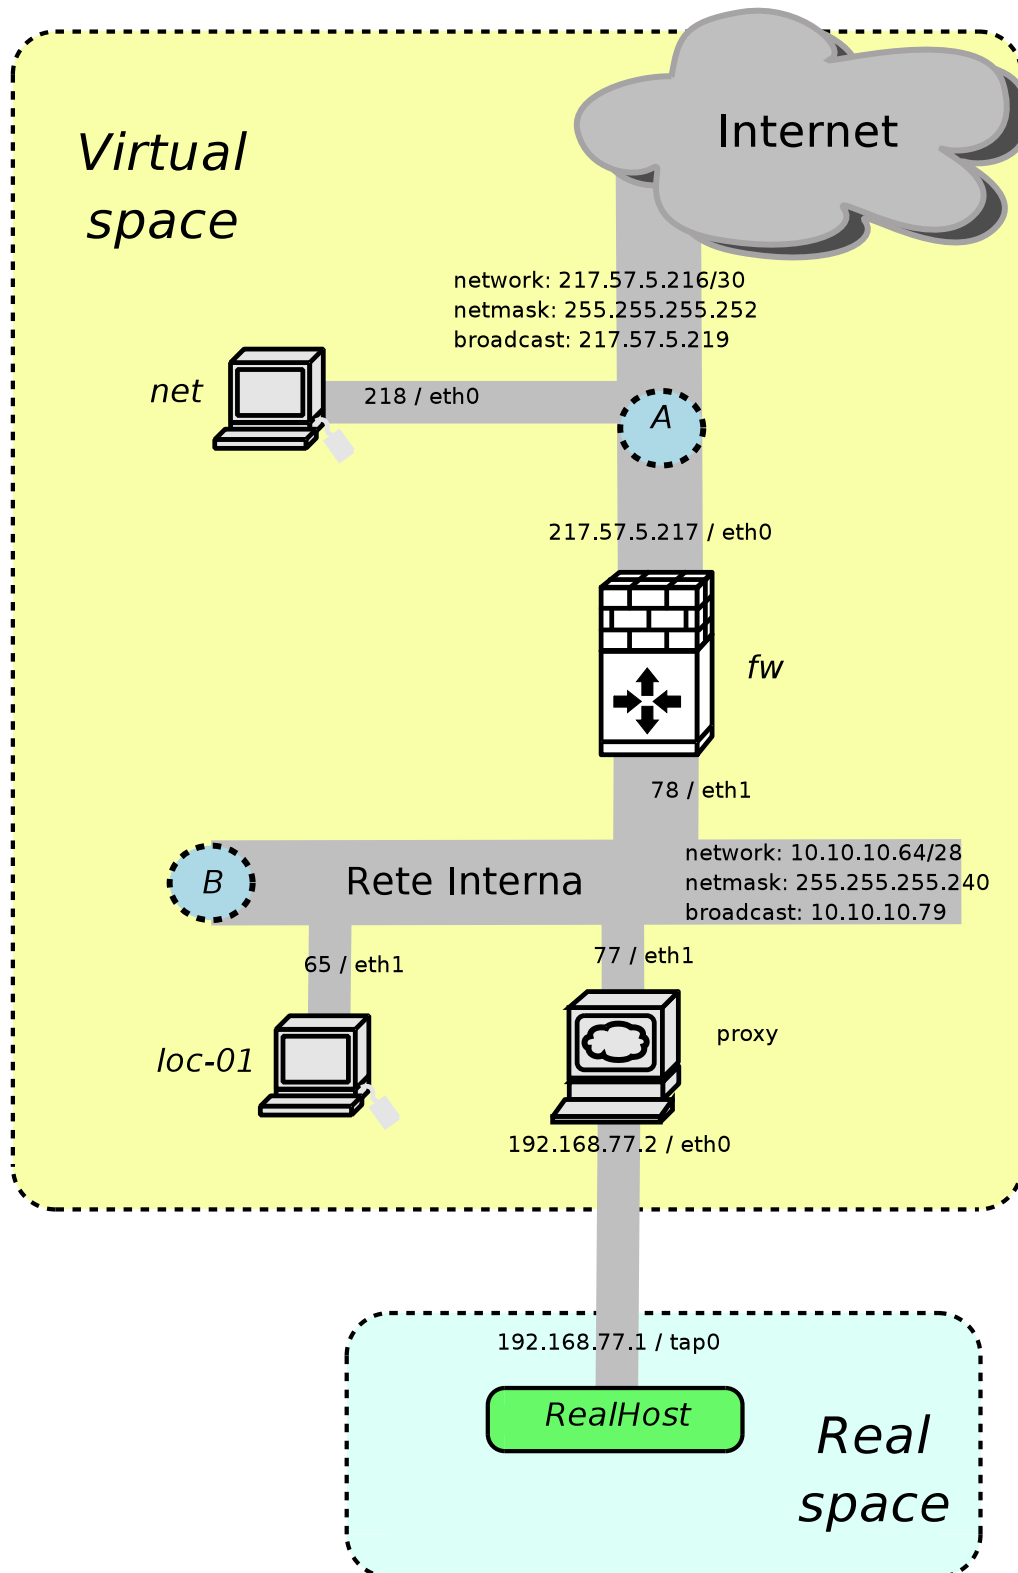 Internet
Virtual
space
network: 217.57.5.216/30
netmask: 255.255.255.252
broadcast: 217.57.5.219
net
218 / eth0
A
217.57.5.217 / eth0
fw
78 / eth1
B
Rete Interna
network: 10.10.10.64/28
netmask: 255.255.255.240
broadcast: 10.10.10.79
65 / eth1
77 / eth1
loc-01
proxy
192.168.77.2 / eth0
192.168.77.1 / tap0
RealHost
Real
space